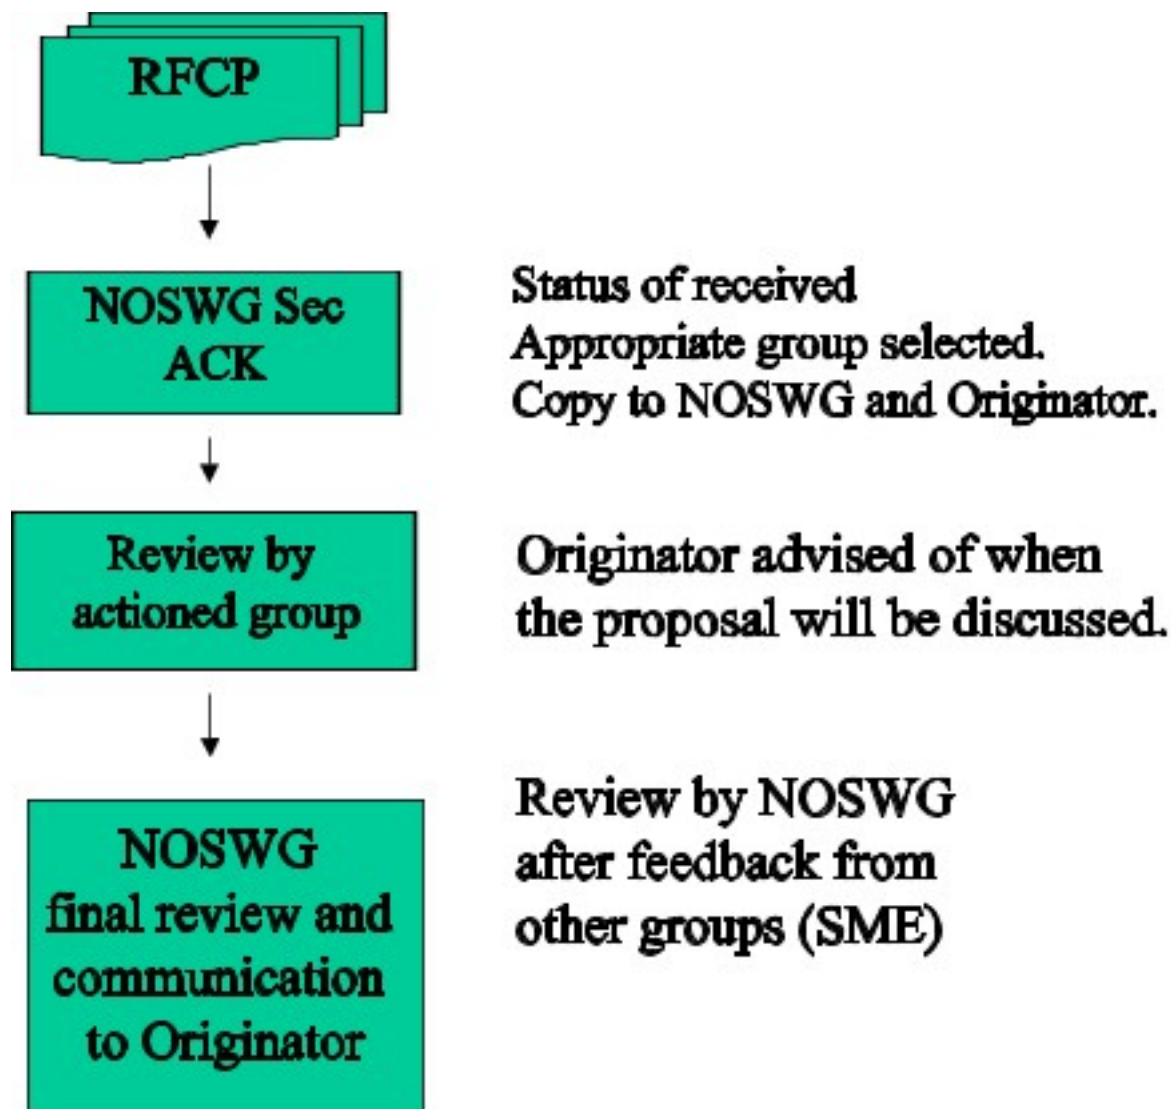 RFCP
NOSWG Sec
ACK
Status of received
Appropriate group selected.
Copy to NOSWG and Originator.
Review by
actioned group
Originator advised of when
the proposal will be discussed.
NOSWG
final review and
communication
to Originator
Review by NOSWG
after feedback from
other groups (SME)